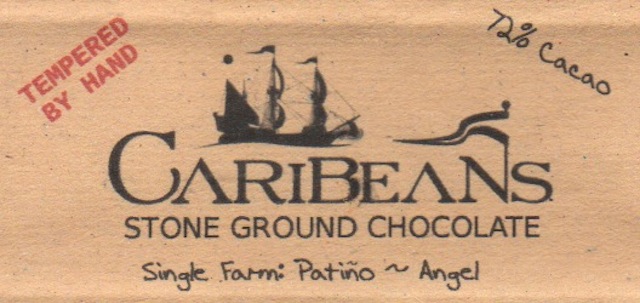 TEMPERED
BY HAND
72% Cacao
CARIBEANS
STONE GROUND CHOCOLATE
Single Farm: Patiño ~ Angel